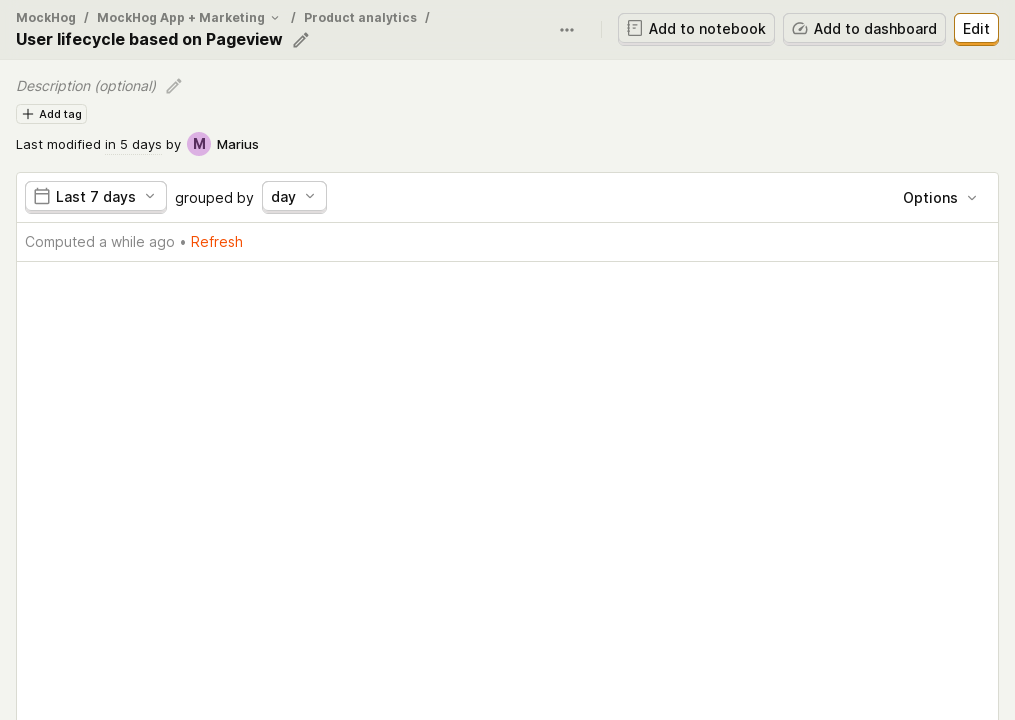 MockHog / MockHog App + Marketing / Product analytics /
User lifecycle based on Pageview
Add to notebook
Add to dashboard
Edit
Description (optional)
Add tag
Last modified in 5 days by M Marius
Last 7 days grouped by day
Options
Computed a while ago • Refresh